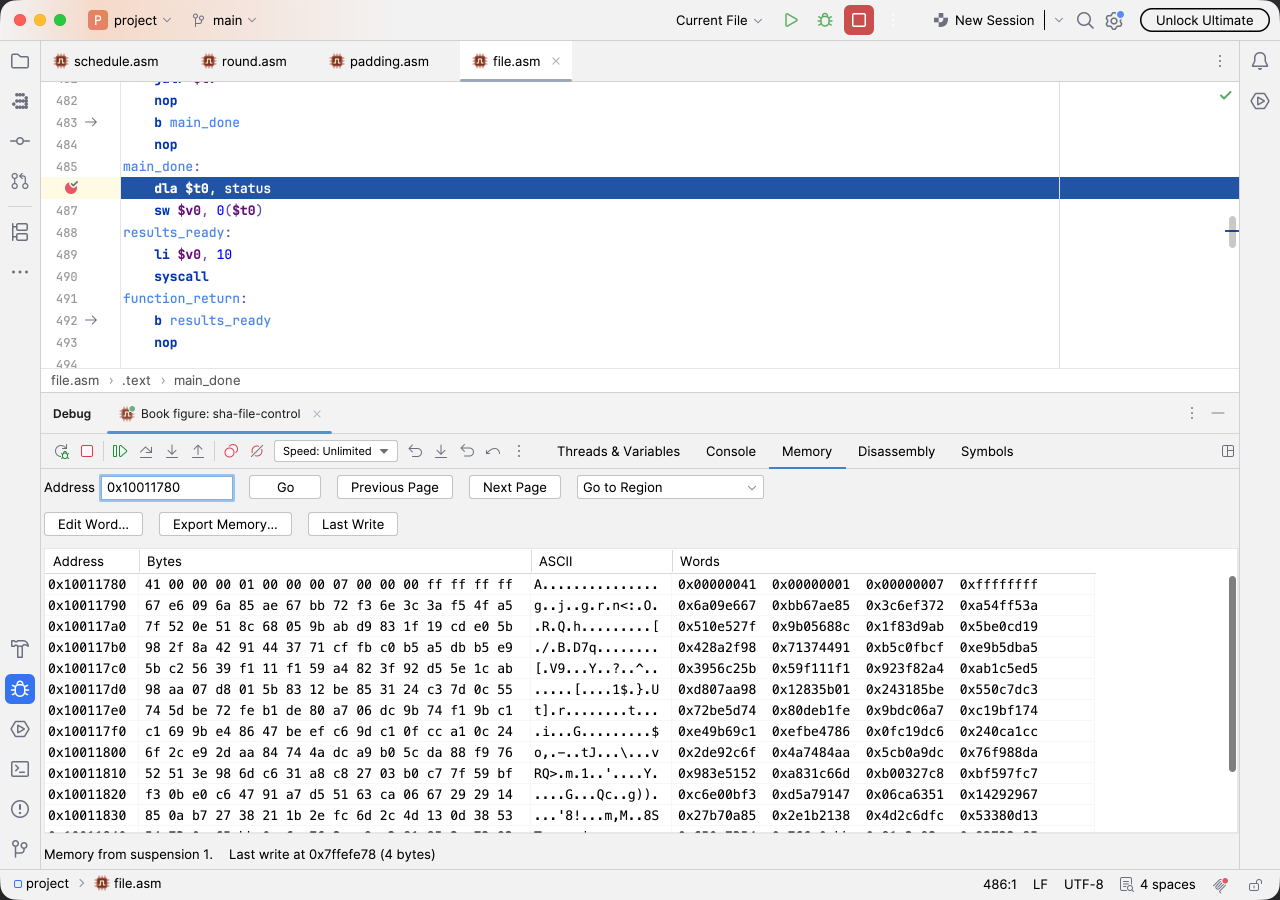 P project main Current File New Session Unlock Ultimate
schedule.asm round.asm padding.asm file.asm
482 nop
483 b main_done
484 nop
485 main_done:
dla $t0, status
487 sw $v0, 0($t0)
488 results_ready:
489 li $v0, 10
490 syscall
491 function_return:
492 b results_ready
493 nop
494
file.asm › .text › main_done
Debug Book figure: sha-file-control
Speed: Unlimited Threads & Variables Console Memory Disassembly Symbols
Address 0x10011780 Go Previous Page Next Page Go to Region
Edit Word... Export Memory... Last Write
Address Bytes ASCII Words
0x10011780 41 00 00 00 01 00 00 00 07 00 00 00 ff ff ff ff A............... 0x00000041 0x00000001 0x00000007 0xffffffff
0x10011790 67 e6 09 6a 85 ae 67 bb 72 f3 6e 3c 3a f5 4f a5 g..j..g.r.n<:.O. 0x6a09e667 0xbb67ae85 0x3c6ef372 0xa54ff53a
0x100117a0 7f 52 0e 51 8c 68 05 9b ab d9 83 1f 19 cd e0 5b .R.Q.h.........[ 0x510e527f 0x9b05688c 0x1f83d9ab 0x5be0cd19
0x100117b0 98 2f 8a 42 91 44 37 71 cf fb c0 b5 a5 db b5 e9 ./.B.D7q........ 0x428a2f98 0x71374491 0xb5c0fbcf 0xe9b5dba5
0x100117c0 5b c2 56 39 f1 11 f1 59 a4 82 3f 92 d5 5e 1c ab [.V9...Y..?..^.. 0x3956c25b 0x59f111f1 0x923f82a4 0xab1c5ed5
0x100117d0 98 aa 07 d8 01 5b 83 12 be 85 31 24 c3 7d 0c 55 .....[....1$.}.U 0xd807aa98 0x12835b01 0x243185be 0x550c7dc3
0x100117e0 74 5d be 72 fe b1 de 80 a7 06 dc 9b 74 f1 9b c1 t].r........t... 0x72be5d74 0x80deb1fe 0x9bdc06a7 0xc19bf174
0x100117f0 c1 69 9b e4 86 47 be ef c6 9d c1 0f cc a1 0c 24 .i...G.........$ 0xe49b69c1 0xefbe4786 0x0fc19dc6 0x240ca1cc
0x10011800 6f 2c e9 2d aa 84 74 4a dc a9 b0 5c da 88 f9 76 o,.-..tJ...\...v 0x2de92c6f 0x4a7484aa 0x5cb0a9dc 0x76f988da
0x10011810 52 51 3e 98 6d c6 31 a8 c8 27 03 b0 c7 7f 59 bf RQ>.m.1..'....Y. 0x983e5152 0xa831c66d 0xb00327c8 0xbf597fc7
0x10011820 f3 0b e0 c6 47 91 a7 d5 51 63 ca 06 67 29 29 14 ....G...Qc..g)). 0xc6e00bf3 0xd5a79147 0x06ca6351 0x14292967
0x10011830 85 0a b7 27 38 21 1b 2e fc 6d 2c 4d 13 0d 38 53 ...'8!...m,M..8S 0x27b70a85 0x2e1b2138 0x4d2c6dfc 0x53380d13
Memory from suspension 1. Last write at 0x7ffefe78 (4 bytes)
project › file.asm 486:1 LF UTF-8 4 spaces